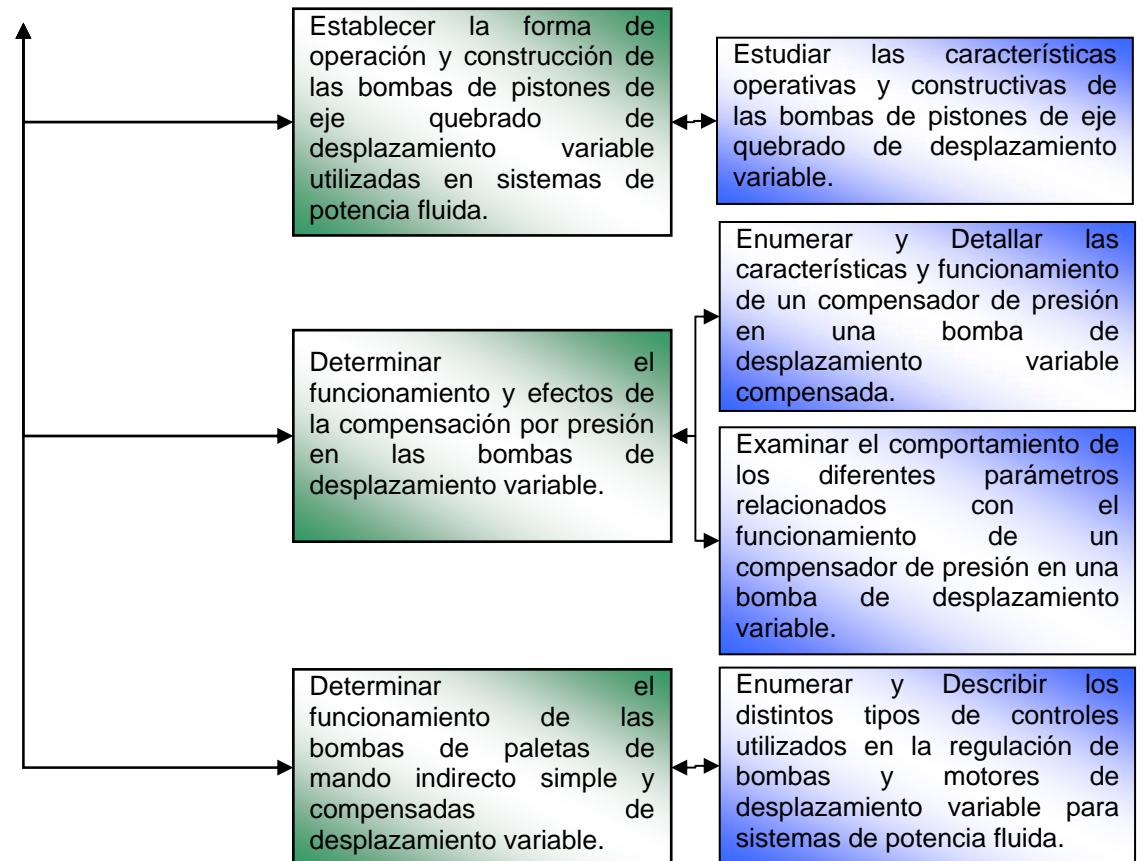 Establecer la forma de
operación y construcción de
las bombas de pistones de
eje quebrado de
desplazamiento variable
utilizadas en sistemas de
potencia fluida.
Estudiar las características
operativas y constructivas de
las bombas de pistones de eje
quebrado de desplazamiento
variable.
Determinar el
funcionamiento y efectos de
la compensación por presión
en las bombas de
desplazamiento variable.
Enumerar y Detallar las
características y funcionamiento
de un compensador de presión
en una bomba de
desplazamiento variable
compensada.
Examinar el comportamiento de
los diferentes parámetros
relacionados con el
funcionamiento de un
compensador de presión en una
bomba de desplazamiento
variable.
Determinar el
funcionamiento de las
bombas de paletas de
mando indirecto simple y
compensadas de
desplazamiento variable.
Enumerar y Describir los
distintos tipos de controles
utilizados en la regulación de
bombas y motores de
desplazamiento variable para
sistemas de potencia fluida.